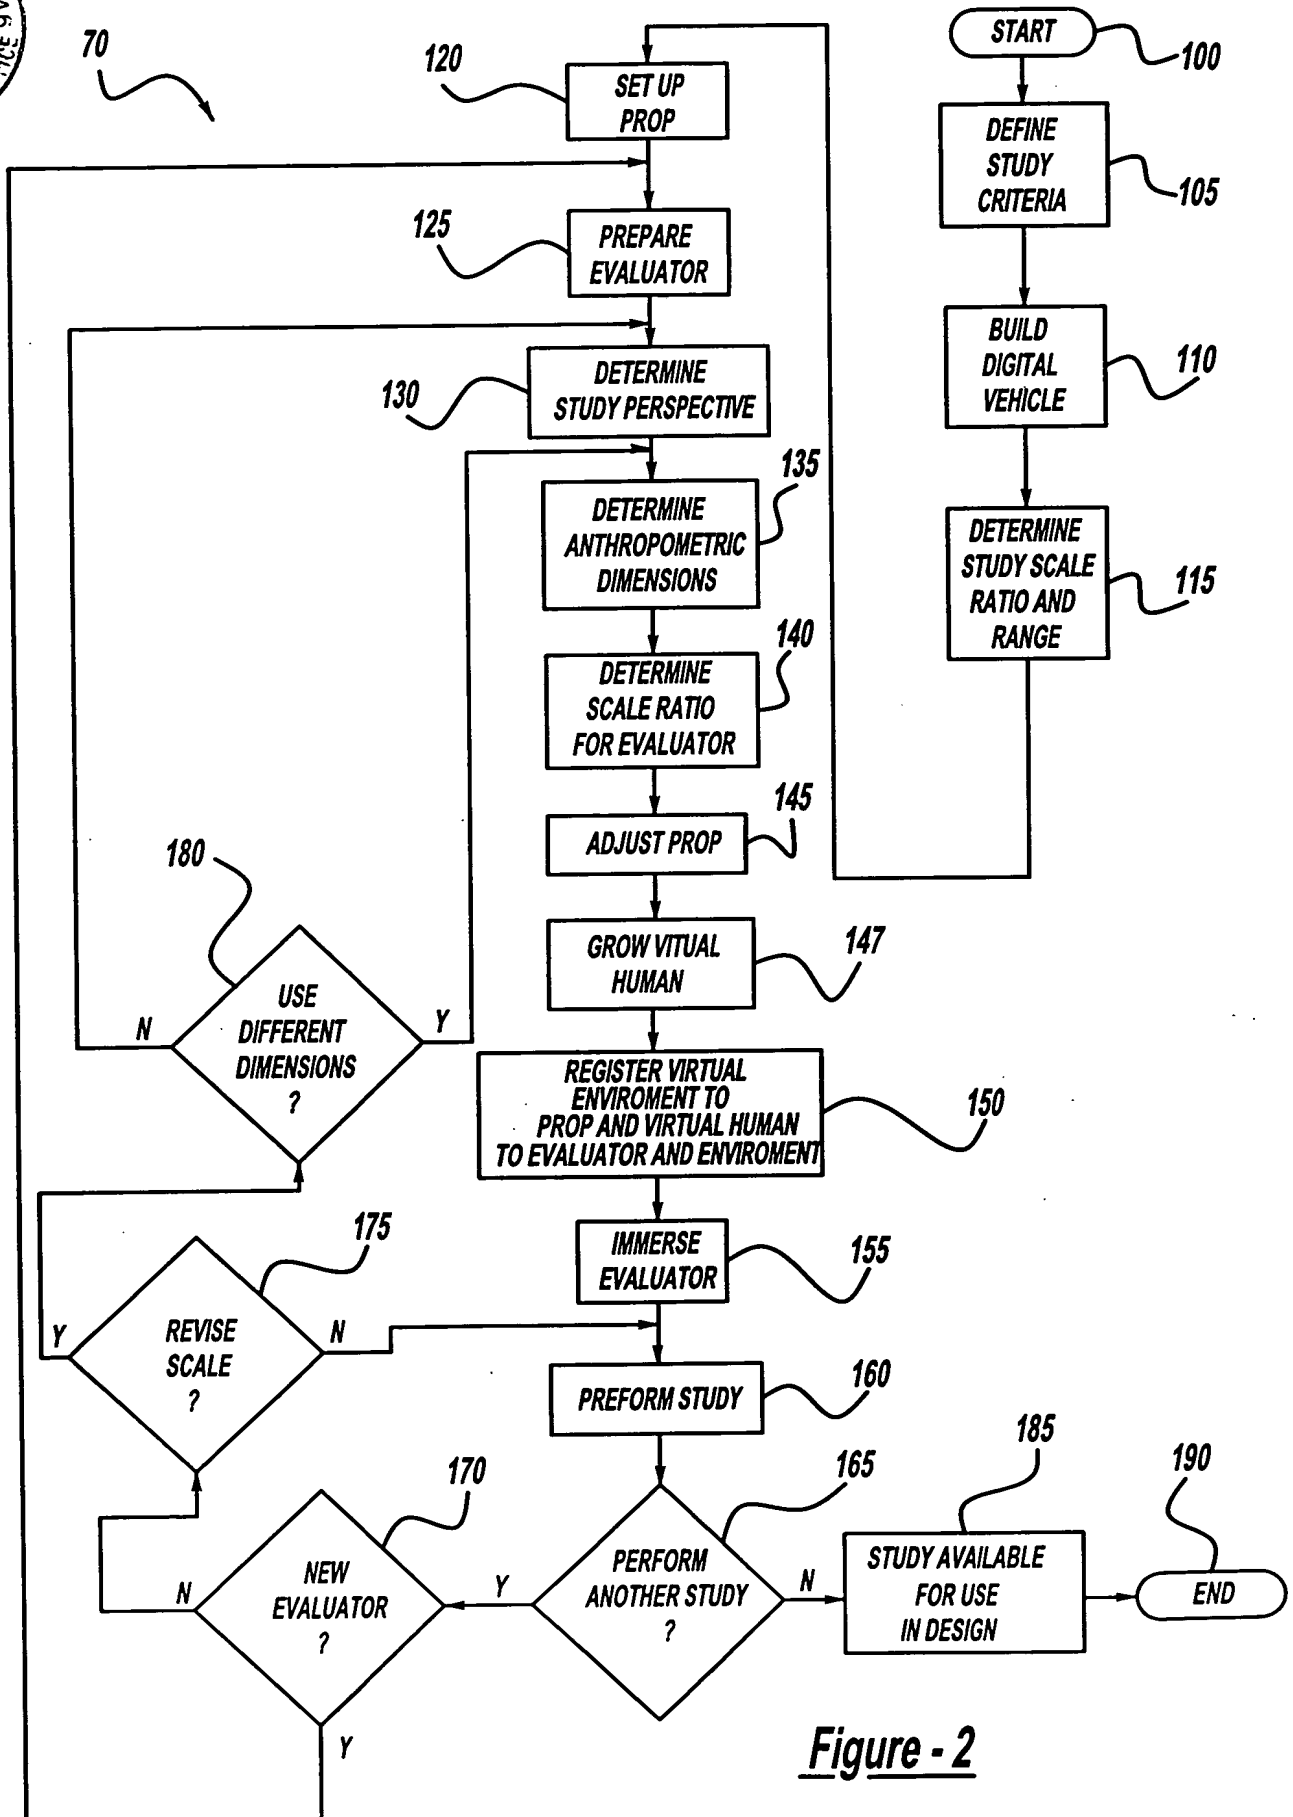 70
120
SET UP
PROP
START
100
DEFINE
STUDY
CRITERIA
105
125
PREPARE
EVALUATOR
BUILD
DIGITAL
VEHICLE
110
130
DETERMINE
STUDY PERSPECTIVE
135
DETERMINE
ANTHROPOMETRIC
DIMENSIONS
DETERMINE
STUDY SCALE
RATIO AND
RANGE
115
140
DETERMINE
SCALE RATIO
FOR EVALUATOR
145
ADJUST PROP
180
147
GROW VITUAL
HUMAN
N
USE
DIFFERENT
DIMENSIONS
?
Y
REGISTER VIRTUAL
ENVIROMENT TO
PROP AND VIRTUAL HUMAN
TO EVALUATOR AND ENVIROMENT
150
175
IMMERSE
EVALUATOR
155
Y
REVISE
SCALE
?
N
PREFORM STUDY
160
170
165
185
190
N
NEW
EVALUATOR
?
Y
PERFORM
ANOTHER STUDY
?
N
STUDY AVAILABLE
FOR USE
IN DESIGN
END
Y
Figure - 2